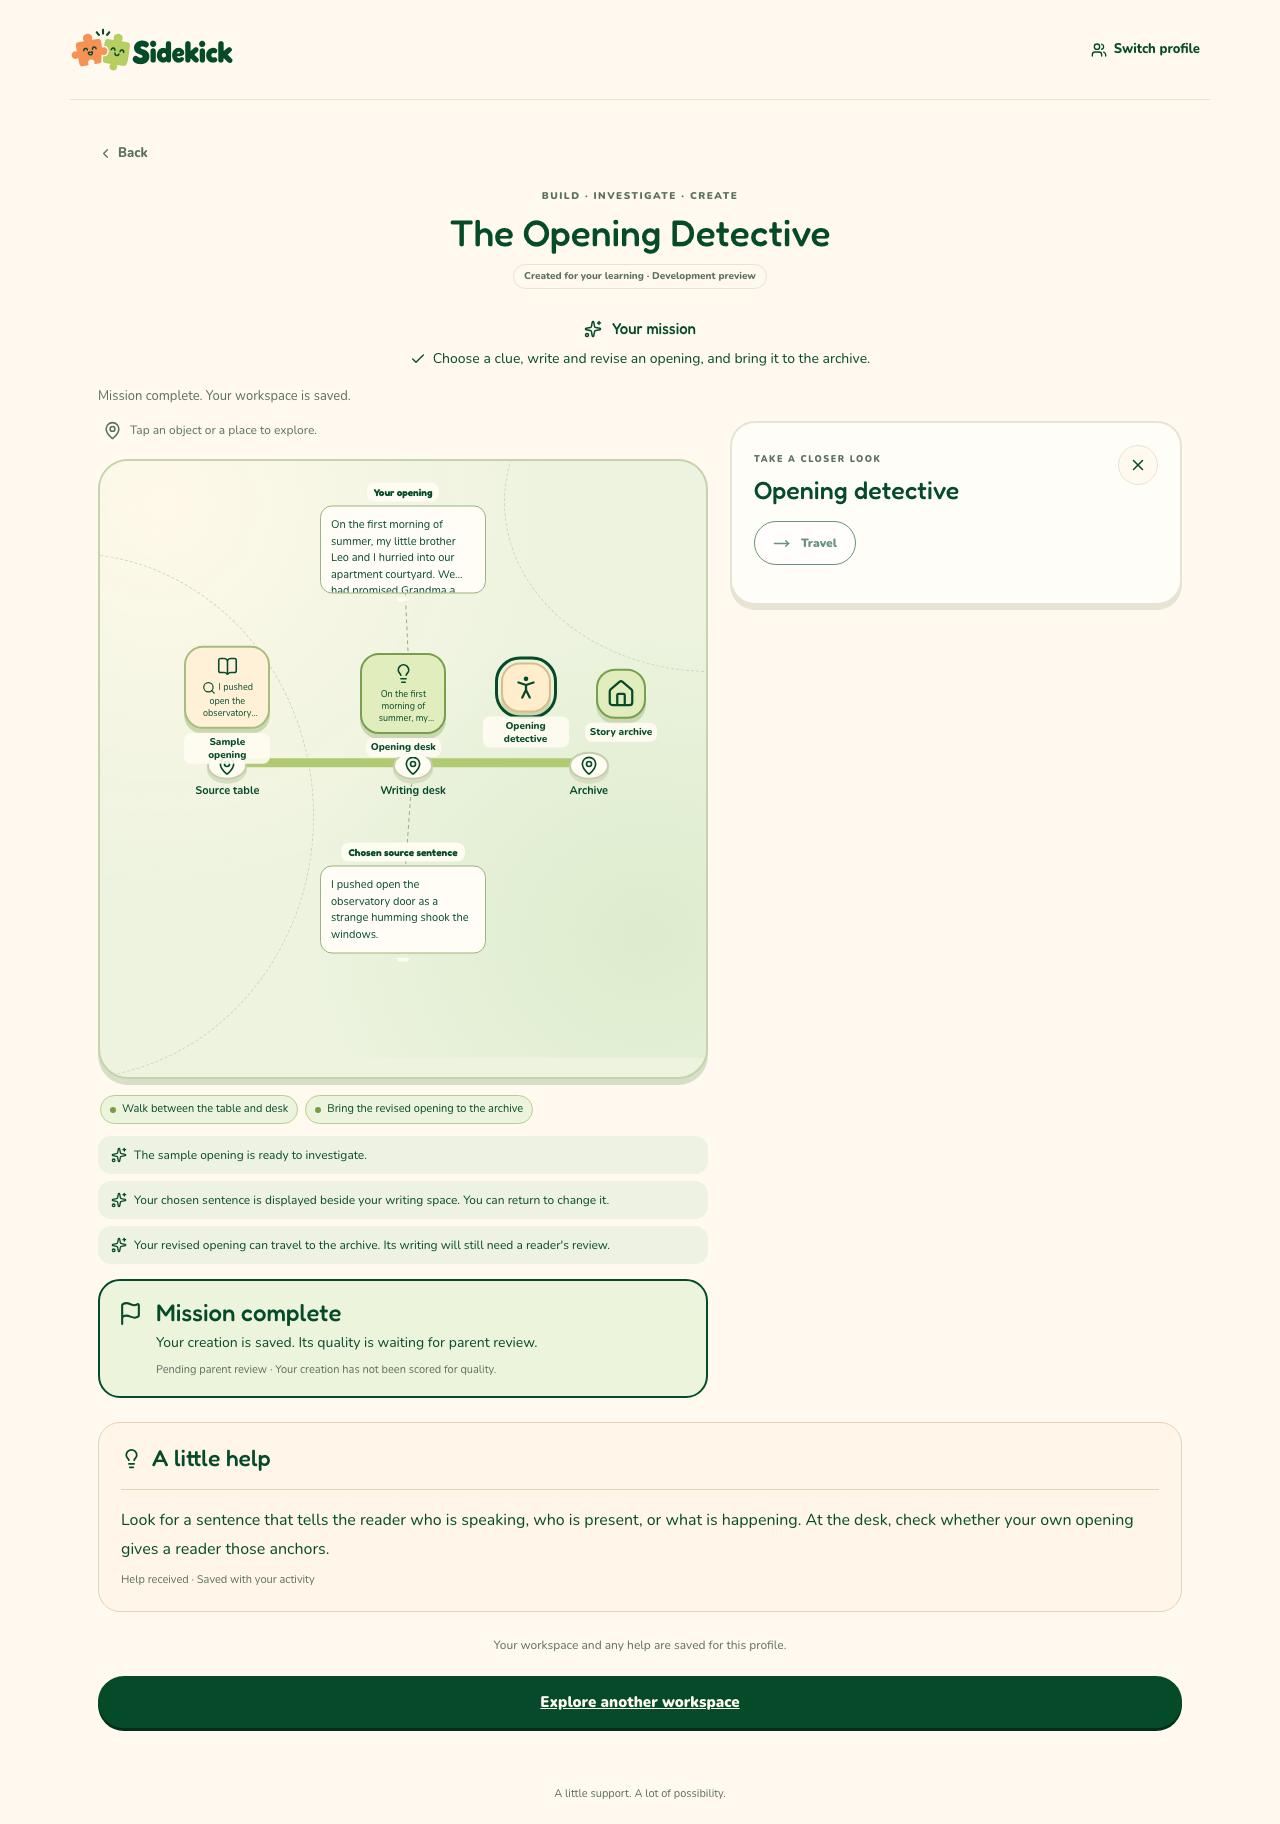 Sidekick
Switch profile
Back
BUILD · INVESTIGATE · CREATE
The Opening Detective
Created for your learning · Development preview
Your mission
Choose a clue, write and revise an opening, and bring it to the archive.
Mission complete. Your workspace is saved.
Tap an object or a place to explore.
Your opening
On the first morning of
summer, my little brother
Leo and I hurried into our
apartment courtyard. We...
had promised Grandma a
I pushed
open the
observatory...
Sample
opening
On the first
morning of
summer, my...
Opening desk
Opening
detective
Story archive
Source table
Writing desk
Archive
Chosen source sentence
I pushed open the
observatory door as a
strange humming shook the
windows.
TAKE A CLOSER LOOK
Opening detective
Travel
Walk between the table and desk
Bring the revised opening to the archive
The sample opening is ready to investigate.
Your chosen sentence is displayed beside your writing space. You can return to change it.
Your revised opening can travel to the archive. Its writing will still need a reader's review.
Mission complete
Your creation is saved. Its quality is waiting for parent review.
Pending parent review · Your creation has not been scored for quality.
A little help
Look for a sentence that tells the reader who is speaking, who is present, or what is happening. At the desk, check whether your own opening
gives a reader those anchors.
Help received · Saved with your activity
Your workspace and any help are saved for this profile.
Explore another workspace
A little support. A lot of possibility.